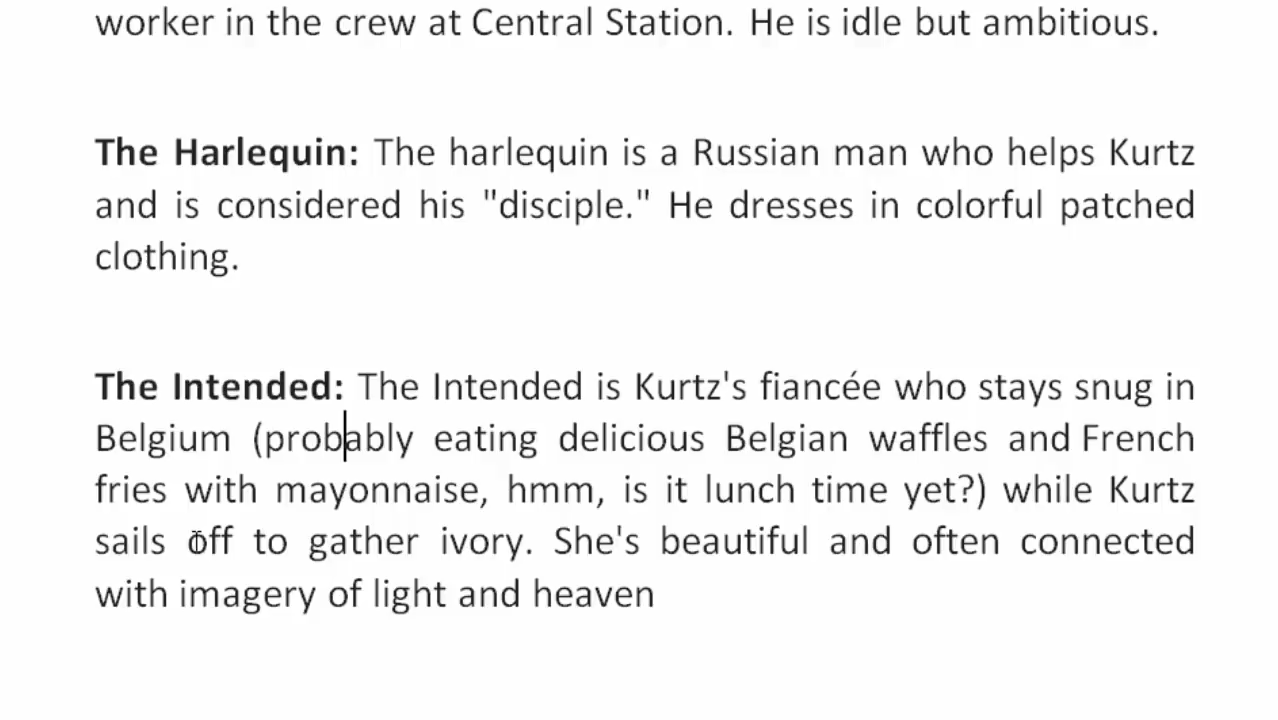 worker in the crew at Central Station. He is idle but ambitious.
The Harlequin: The harlequin is a Russian man who helps Kurtz
and is considered his "disciple." He dresses in colorful patched
clothing.
The Intended: The Intended is Kurtz's fiancée who stays snug in
Belgium (probably eating delicious Belgian waffles and French
fries with mayonnaise, hmm, is it lunch time yet?) while Kurtz
sails off to gather ivory. She's beautiful and often connected
with imagery of light and heaven